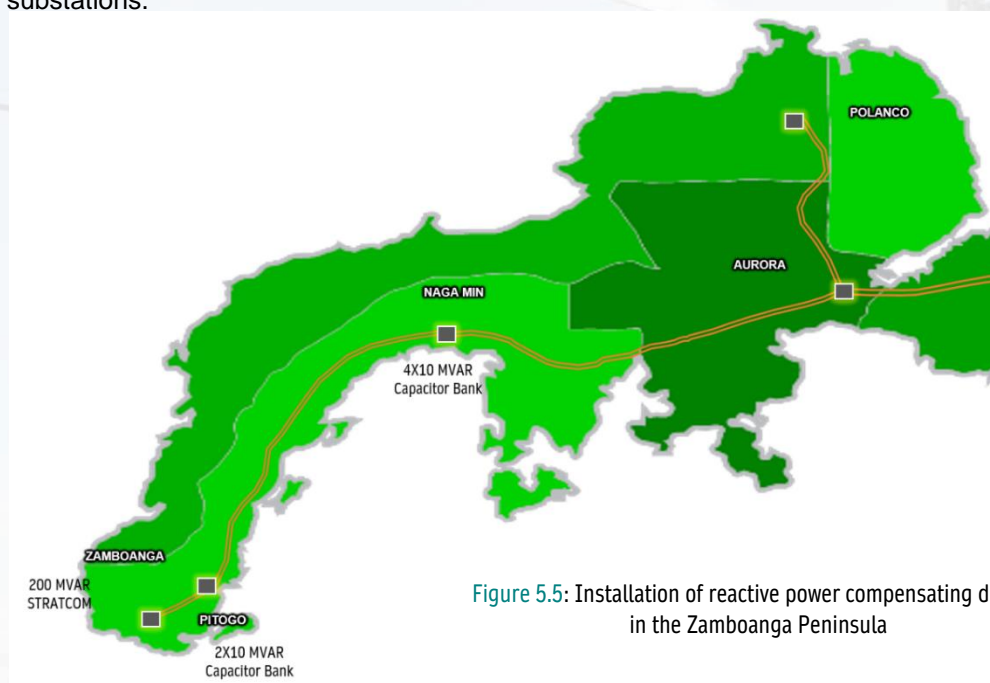 substations.
POLANCO
AURORA
NAGA MIN
4X10 MVAR
Capacitor Bank
ZAMBOANGA
200 MVAR
STRATCOM
PITOGO
2X10 MVAR
Capacitor Bank
Figure 5.5: Installation of reactive power compensating d
in the Zamboanga Peninsula